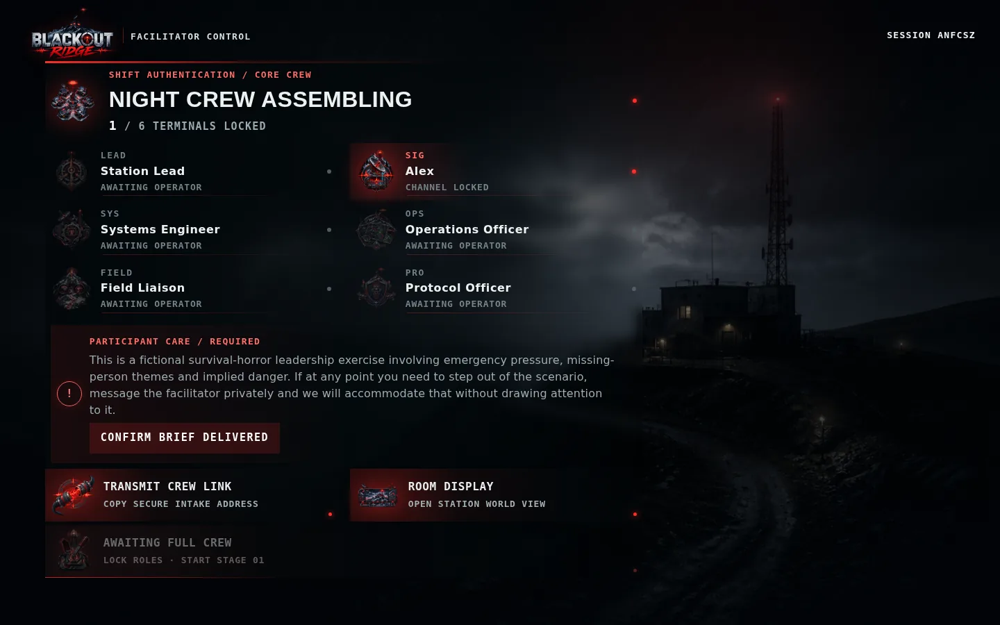 BLACKOUT
RIDGE
FACILITATOR CONTROL
SESSION ANFCSZ
SHIFT AUTHENTICATION / CORE CREW
NIGHT CREW ASSEMBLING
1 / 6 TERMINALS LOCKED
LEAD
Station Lead
AWAITING OPERATOR
SIG
Alex
CHANNEL LOCKED
SYS
Systems Engineer
AWAITING OPERATOR
OPS
Operations Officer
AWAITING OPERATOR
FIELD
Field Liaison
AWAITING OPERATOR
PRO
Protocol Officer
AWAITING OPERATOR
PARTICIPANT CARE / REQUIRED
!
This is a fictional survival-horror leadership exercise involving emergency pressure, missing-
person themes and implied danger. If at any point you need to step out of the scenario,
message the facilitator privately and we will accommodate that without drawing attention
to it.
CONFIRM BRIEF DELIVERED
TRANSMIT CREW LINK
COPY SECURE INTAKE ADDRESS
ROOM DISPLAY
OPEN STATION WORLD VIEW
AWAITING FULL CREW
LOCK ROLES · START STAGE 01